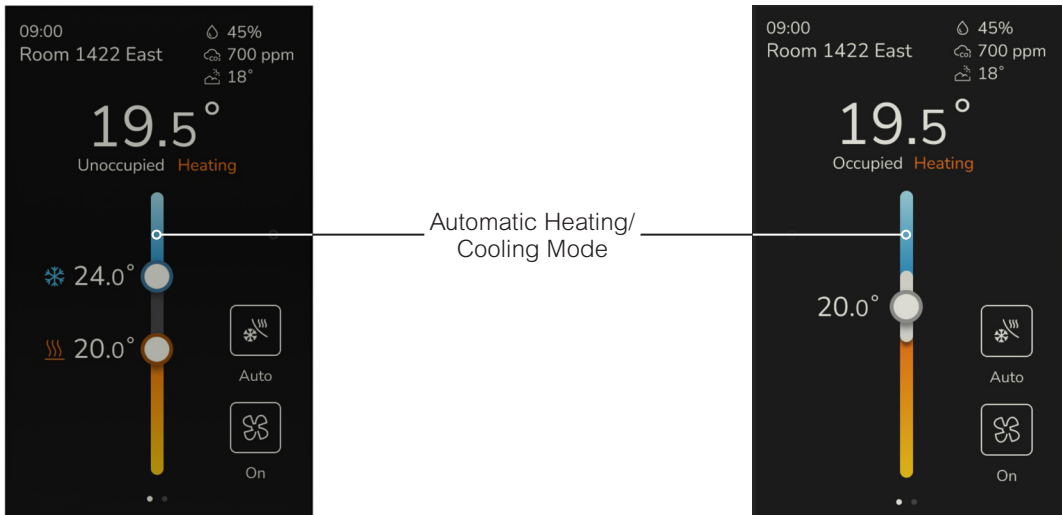 09:00
45%
Room 1422 East
700 ppm
18°
19.5°
Unoccupied Heating
24.0°
20.0°
Auto
On
Automatic Heating/
Cooling Mode
09:00
45%
Room 1422 East
700 ppm
18°
19.5°
Occupied Heating
20.0°
Auto
On